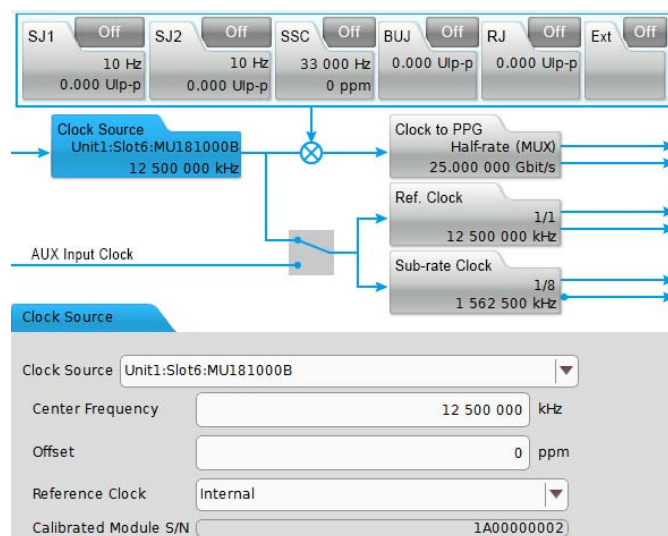 SJ1 Off SJ2 Off SSC Off BUJ Off RJ Off Ext Off
10 Hz 10 Hz 33 000 Hz 0.000 UIp-p 0.000 UIp-p
0.000 UIp-p 0.000 UIp-p 0 ppm
Clock Source
Unit1:Slot6:MU181000B
12 500 000 kHz
Clock to PPG
Half-rate (MUX)
25.000 000 Gbit/s
Ref. Clock
1/1
12 500 000 kHz
AUX Input Clock
Sub-rate Clock
1/8
1 562 500 kHz
Clock Source
Clock Source Unit1:Slot6:MU181000B
Center Frequency 12 500 000 kHz
Offset 0 ppm
Reference Clock Internal
Calibrated Module S/N 1A00000002